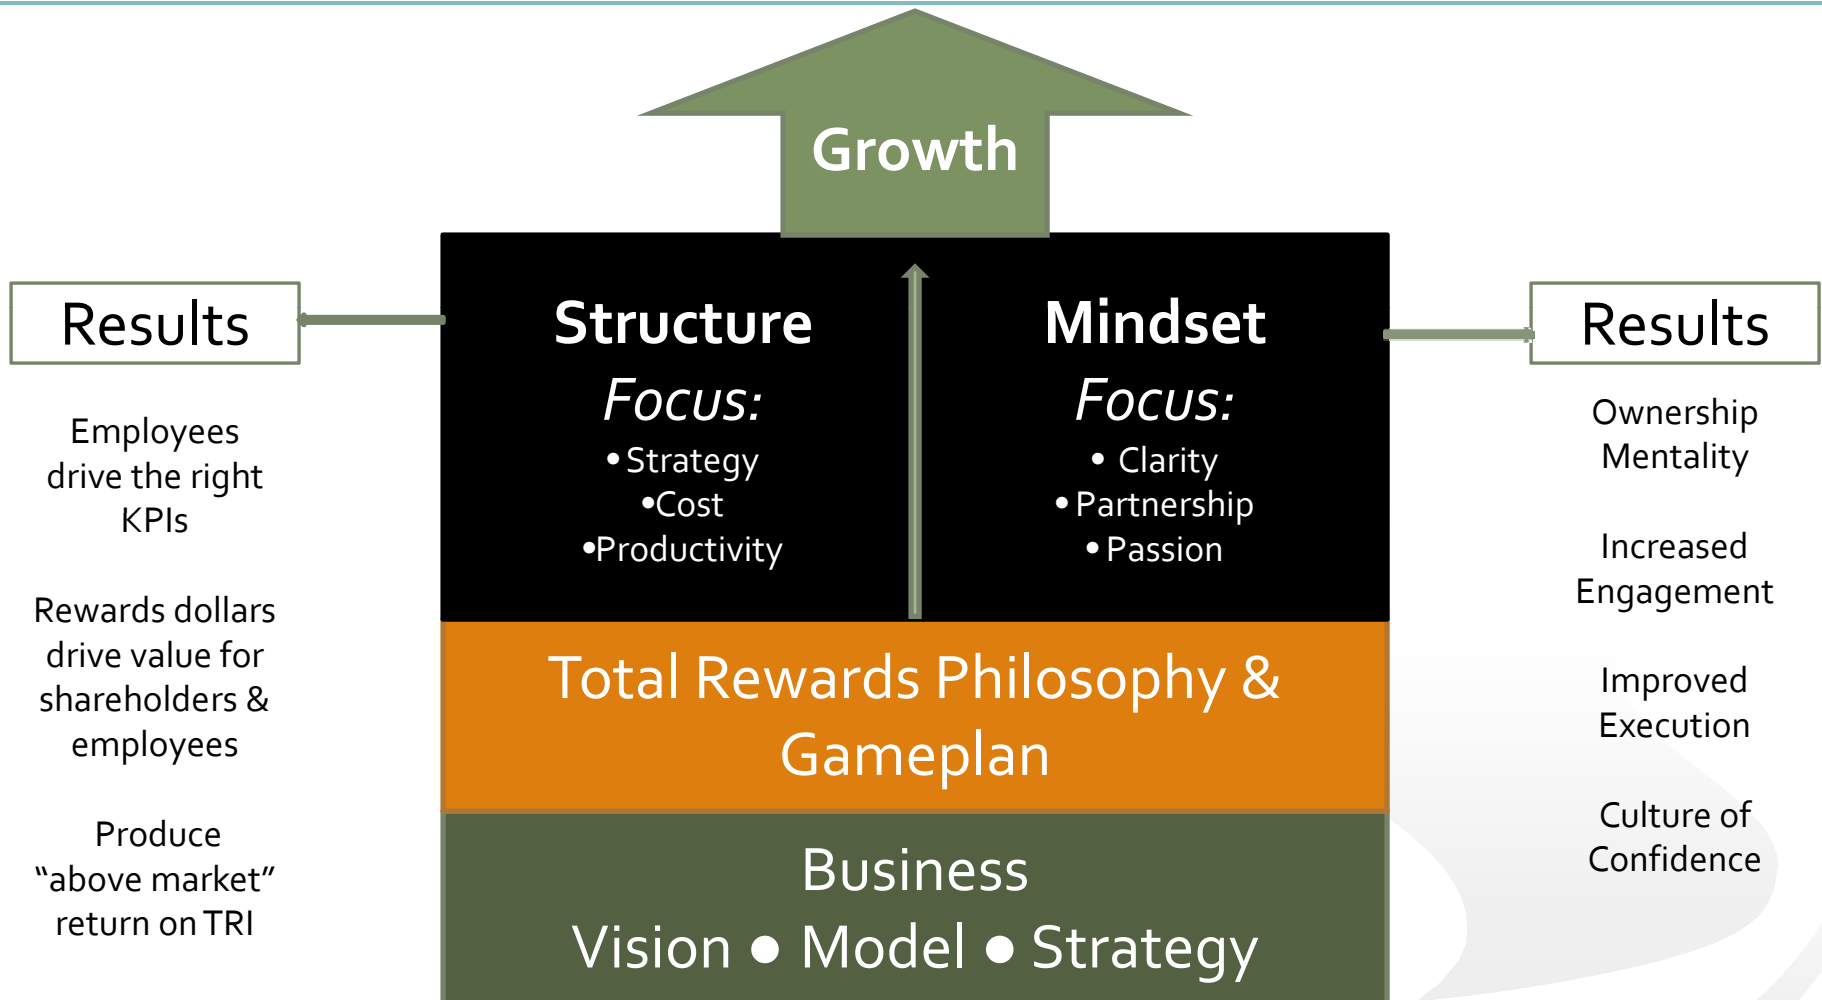 Growth
Results
Employees
drive the right
KPIs
Rewards dollars
drive value for
shareholders &
employees
Produce
“above market”
return on TRI
Structure
Focus:
• Strategy
•Cost
•Productivity
Mindset
Focus:
• Clarity
• Partnership
• Passion
Results
Ownership
Mentality
Increased
Engagement
Improved
Execution
Culture of
Confidence
Total Rewards Philosophy &
Gameplan
Business
Vision ● Model ● Strategy